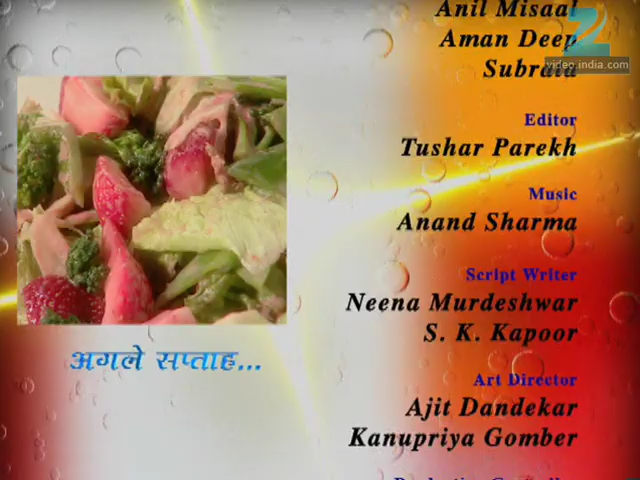 Anil Misaal
Aman Deep
Subrata
video.india.com
Editor
Tushar Parekh
Music
Anand Sharma
Script Writer
Neena Murdeshwar
S. K. Kapoor
अगले सप्ताह...
Art Director
Ajit Dandekar
Kanupriya Gomber